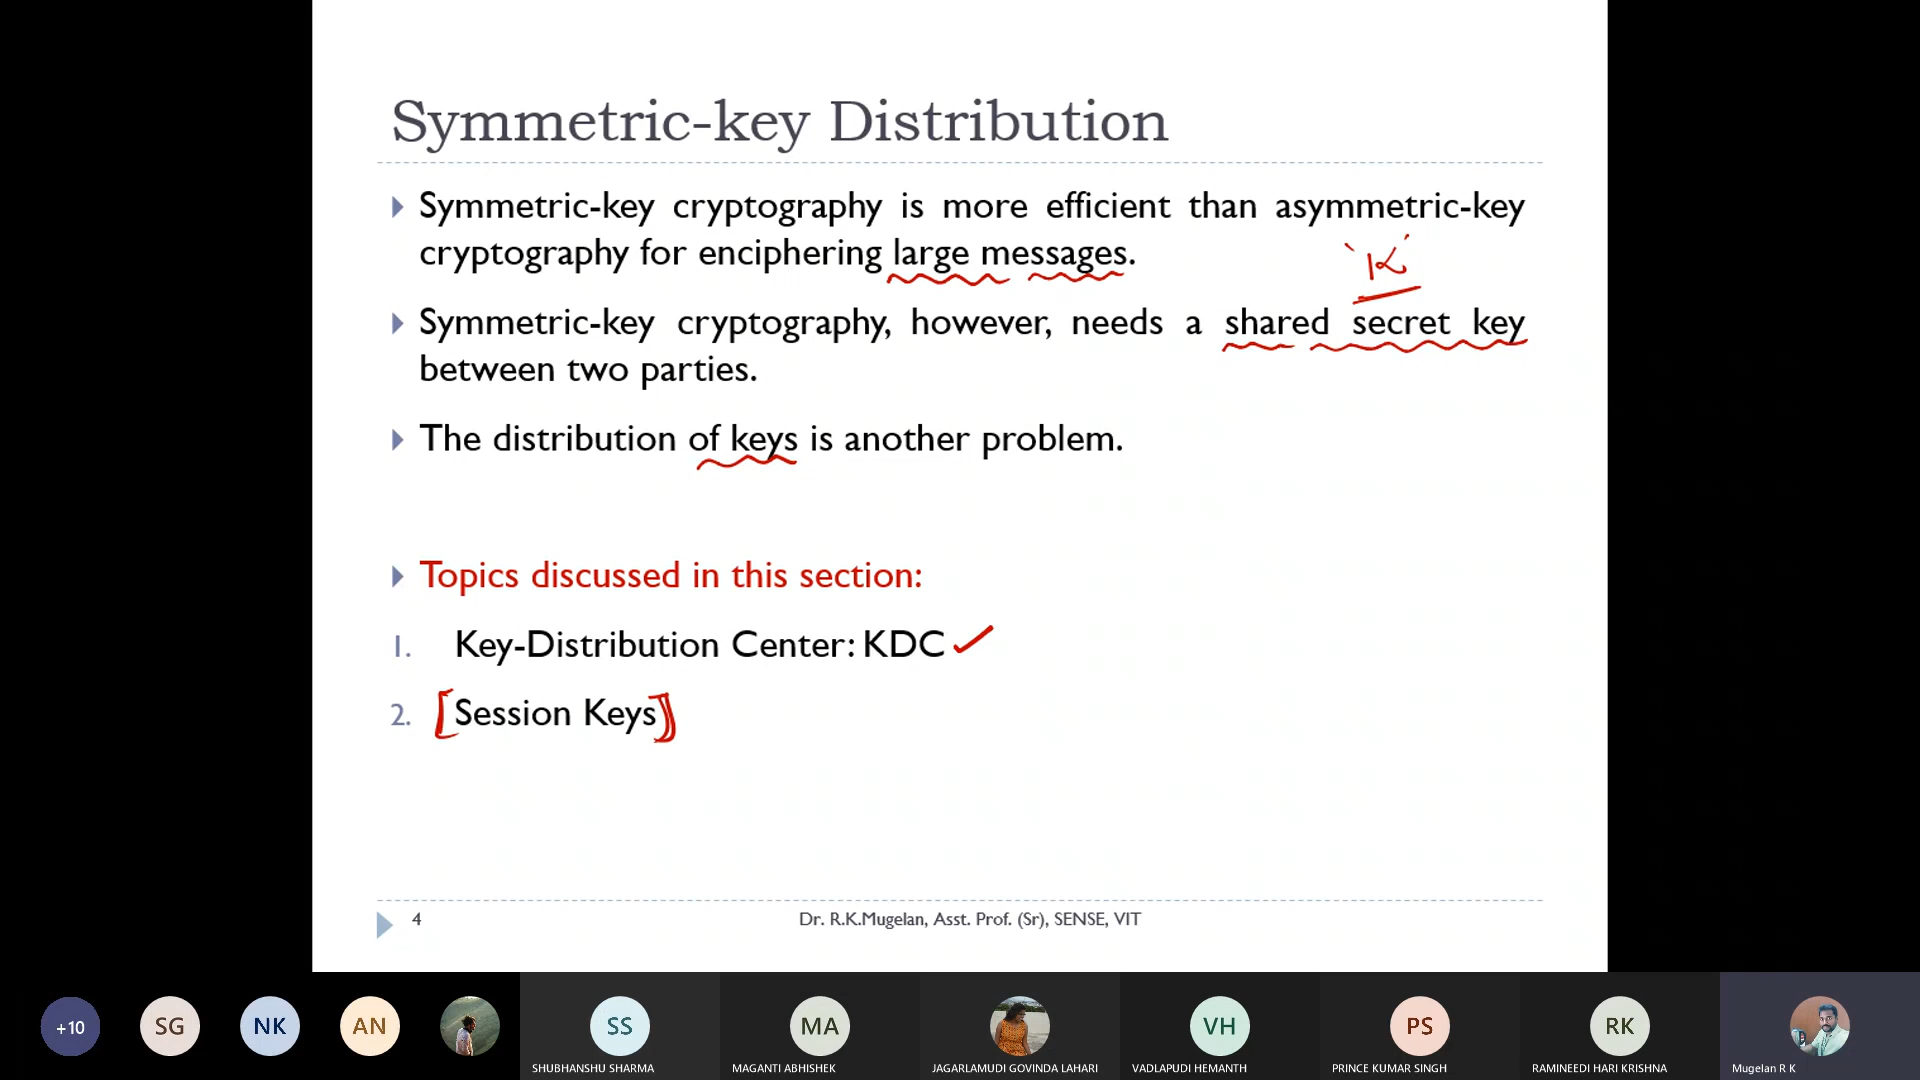 Symmetric-key Distribution
Symmetric-key cryptography is more efficient than asymmetric-key
cryptography for enciphering large messages.
'K'
Symmetric-key cryptography, however, needs a shared secret key
between two parties.
The distribution of keys is another problem.
Topics discussed in this section:
1. Key-Distribution Center: KDC
2. [Session Keys]
4 Dr. R.K.Mugelan, Asst. Prof. (Sr), SENSE, VIT
+10 SG NK AN SS MA VH PS RK
SHUBHANSHU SHARMA MAGANTI ABHISHEK JAGARLAMUDI GOVINDA LAHARI VADLAPUDI HEMANTH PRINCE KUMAR SINGH RAMINEEDI HARI KRISHNA Mugelan R K